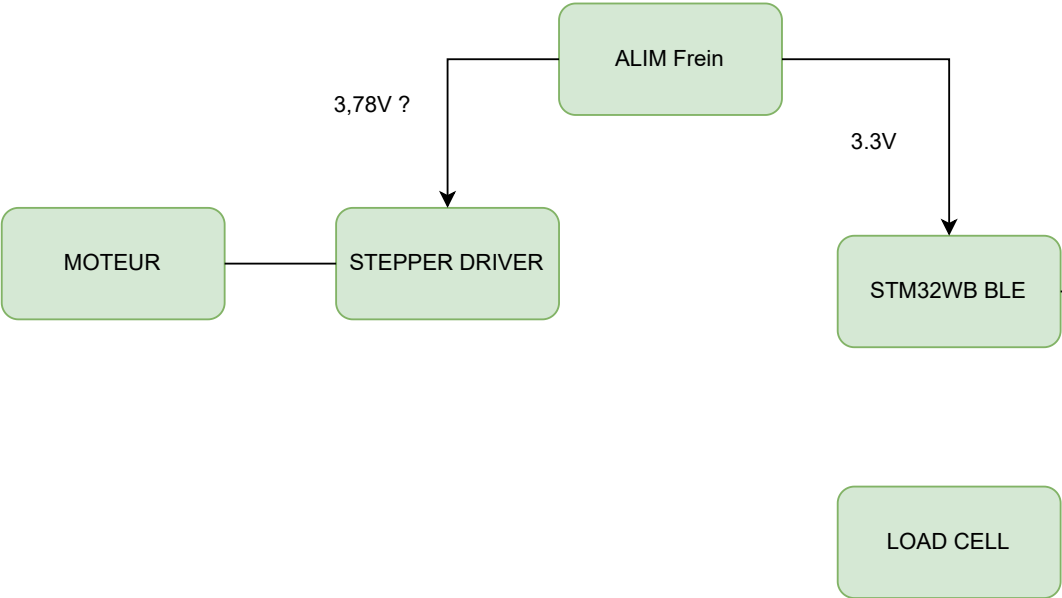 ALIM Frein
3,78V ?
3.3V
MOTEUR
STEPPER DRIVER
STM32WB BLE
LOAD CELL